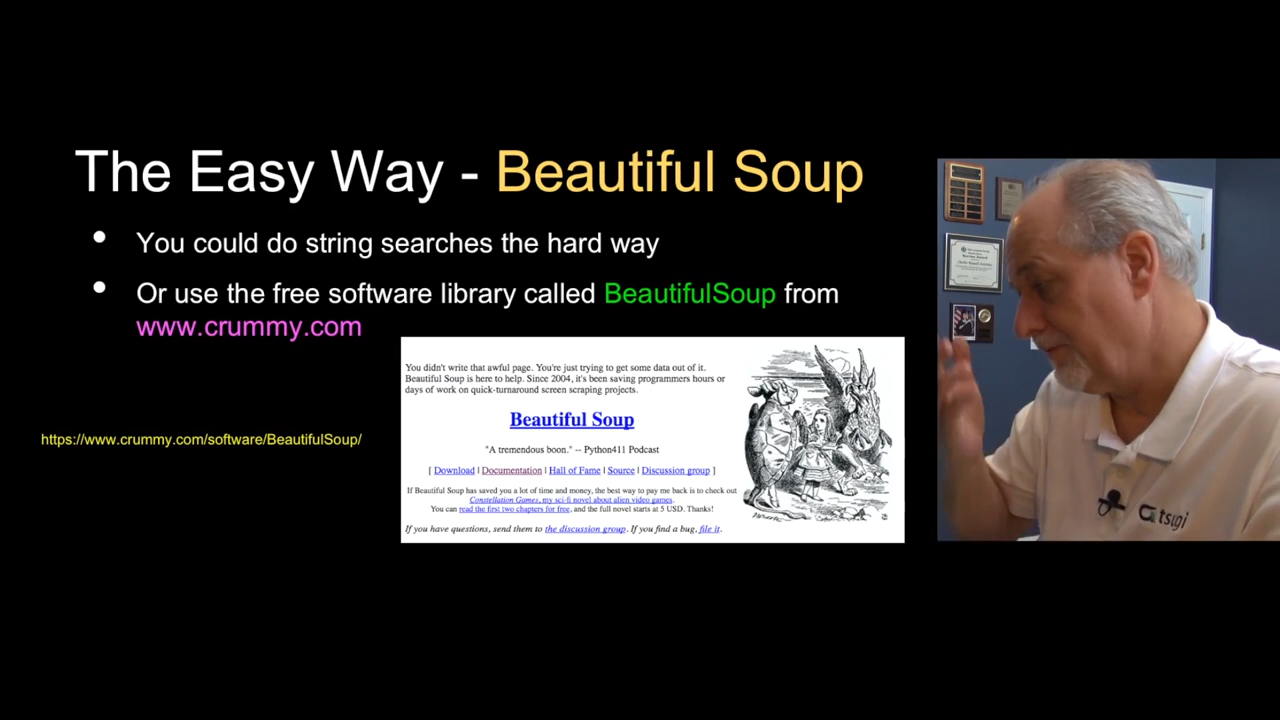 The Easy Way - Beautiful Soup
• You could do string searches the hard way
• Or use the free software library called BeautifulSoup from
www.crummy.com
You didn't write that awful page. You're just trying to get some data out of it.
Beautiful Soup is here to help. Since 2004, it's been saving programmers hours or
days of work on quick-turnaround screen scraping projects.
Beautiful Soup
https://www.crummy.com/software/BeautifulSoup/
"A tremendous boon." -- Python411 Podcast
[ Download | Documentation | Hall of Fame | Source | Discussion group ]
If Beautiful Soup has saved you a lot of time and money, the best way to pay me back is to check out
Constellation Games, my sci-fi novel about alien video games.
You can read the first two chapters for free, and the full novel starts at 5 USD. Thanks!
If you have questions, send them to the discussion group. If you find a bug, file it.
tsugi